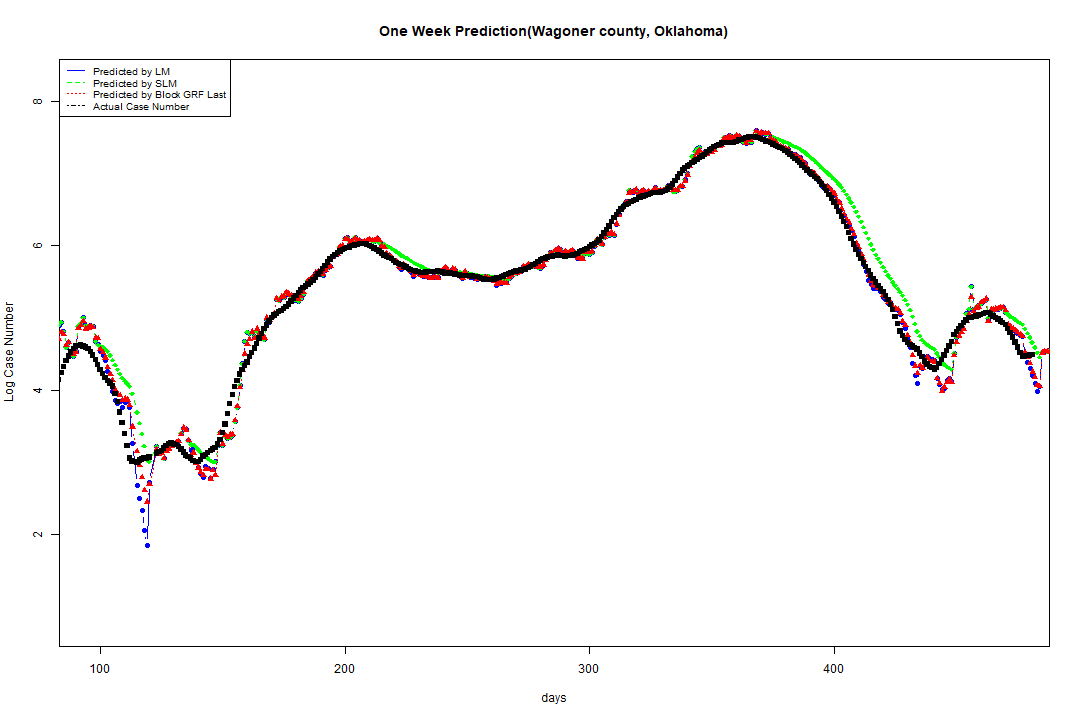 One Week Prediction(Wagoner county, Oklahoma)
Predicted by LM
Predicted by SLM
Predicted by Block GRF Last
Actual Case Number
8
6
4
2
Log Case Number
100 200 300 400
days